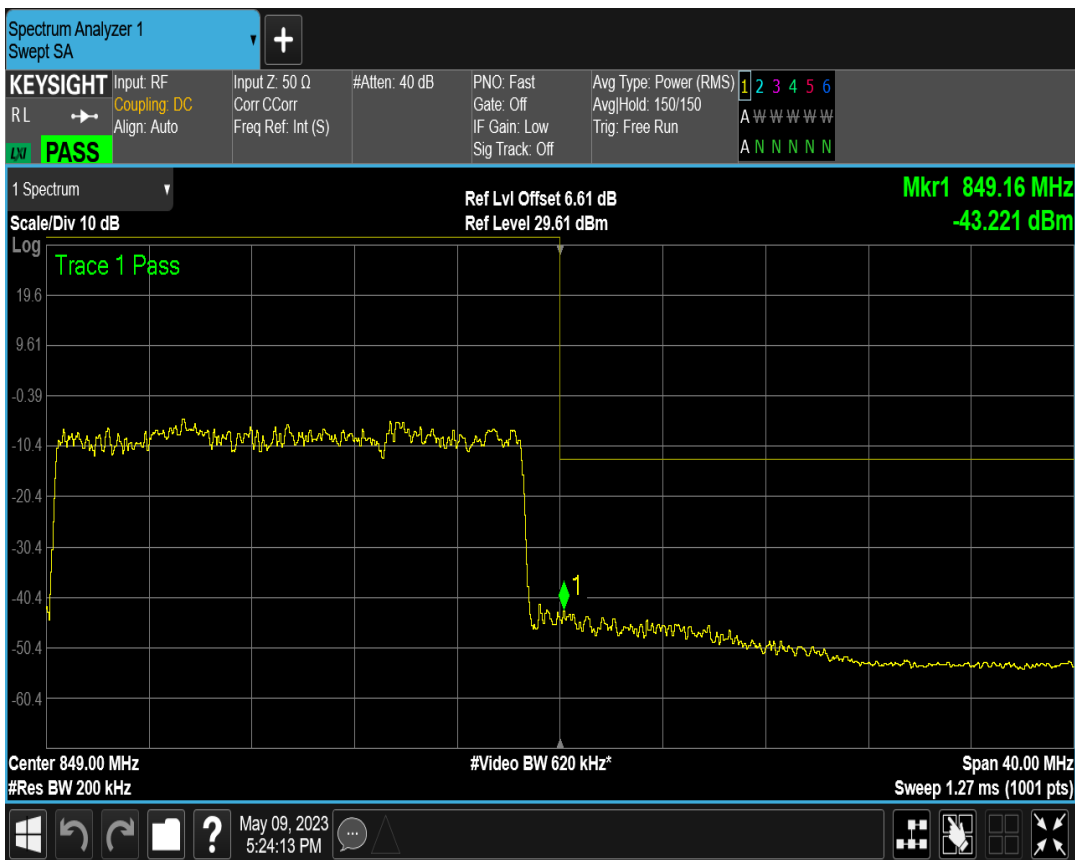 Spectrum Analyzer 1
Swept SA
KEYSIGHT
R L
LXI
PASS
Input: RF
Coupling: DC
Align: Auto
Input Z: 50 Ω
Corr CCorr
Freq Ref: Int (S)
#Atten: 40 dB
PNO: Fast
Gate: Off
IF Gain: Low
Sig Track: Off
Avg Type: Power (RMS)
Avg|Hold: 150/150
Trig: Free Run
1 2 3 4 5 6
A W W W W W
A N N N N N
1 Spectrum
Scale/Div 10 dB
Ref Lvl Offset 6.61 dB
Ref Level 29.61 dBm
Mkr1 849.16 MHz
-43.221 dBm
Log
Trace 1 Pass
19.6
9.61
-0.39
-10.4
-20.4
-30.4
-40.4
1
-50.4
-60.4
Center 849.00 MHz
#Video BW 620 kHz*
Span 40.00 MHz
#Res BW 200 kHz
Sweep 1.27 ms (1001 pts)
?
May 09, 2023
5:24:13 PM